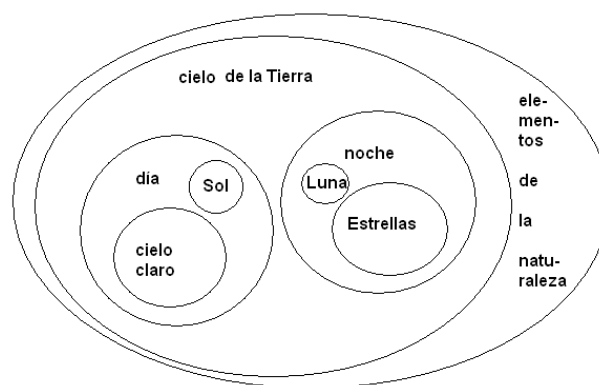 cielo de la Tierra
día
Sol
cielo
claro
noche
Luna
Estrellas
ele-
men-
tos
de
la
natu-
raleza